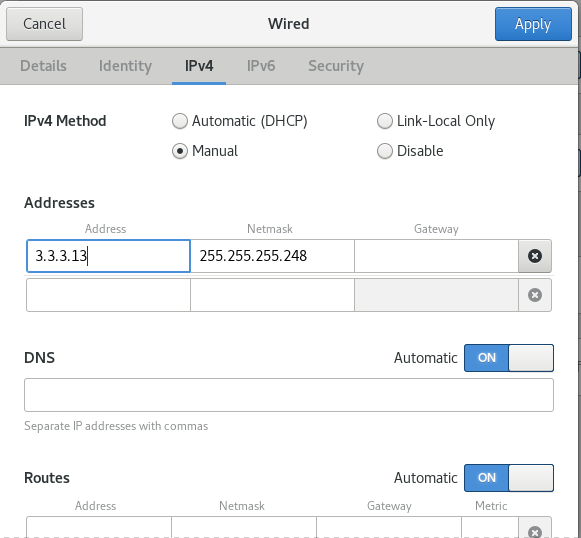 Cancel Wired Apply
Details Identity IPv4 IPv6 Security
IPv4 Method Automatic (DHCP) Link-Local Only
Manual Disable
Addresses
Address Netmask Gateway
3.3.3.13 255.255.255.248
DNS Automatic ON
Separate IP addresses with commas
Routes Automatic ON
Address Netmask Gateway Metric